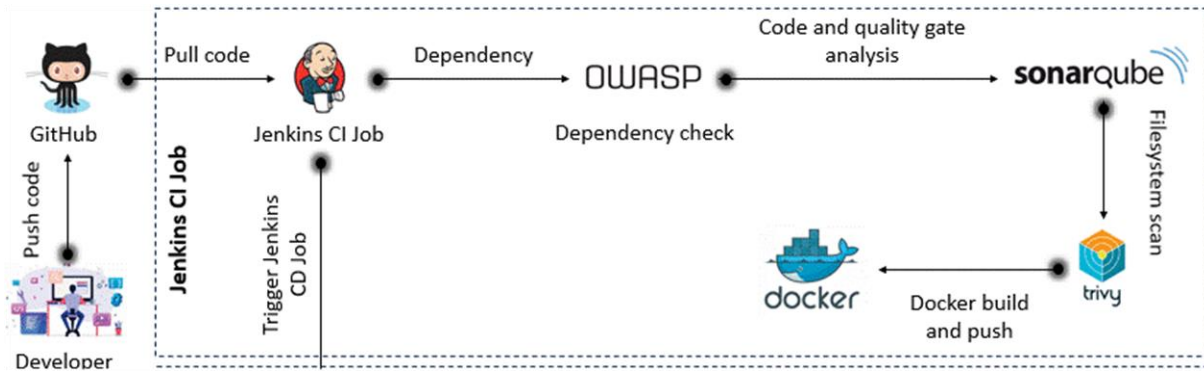 Code and quality gate
analysis
Pull code
Dependency
OWASP
sonarqube
GitHub
Jenkins CI Job
Dependency check
Filesystem scan
Push code
Jenkins CI Job
Trigger Jenkins
CD Job
docker
trivy
Docker build
and push
Developer